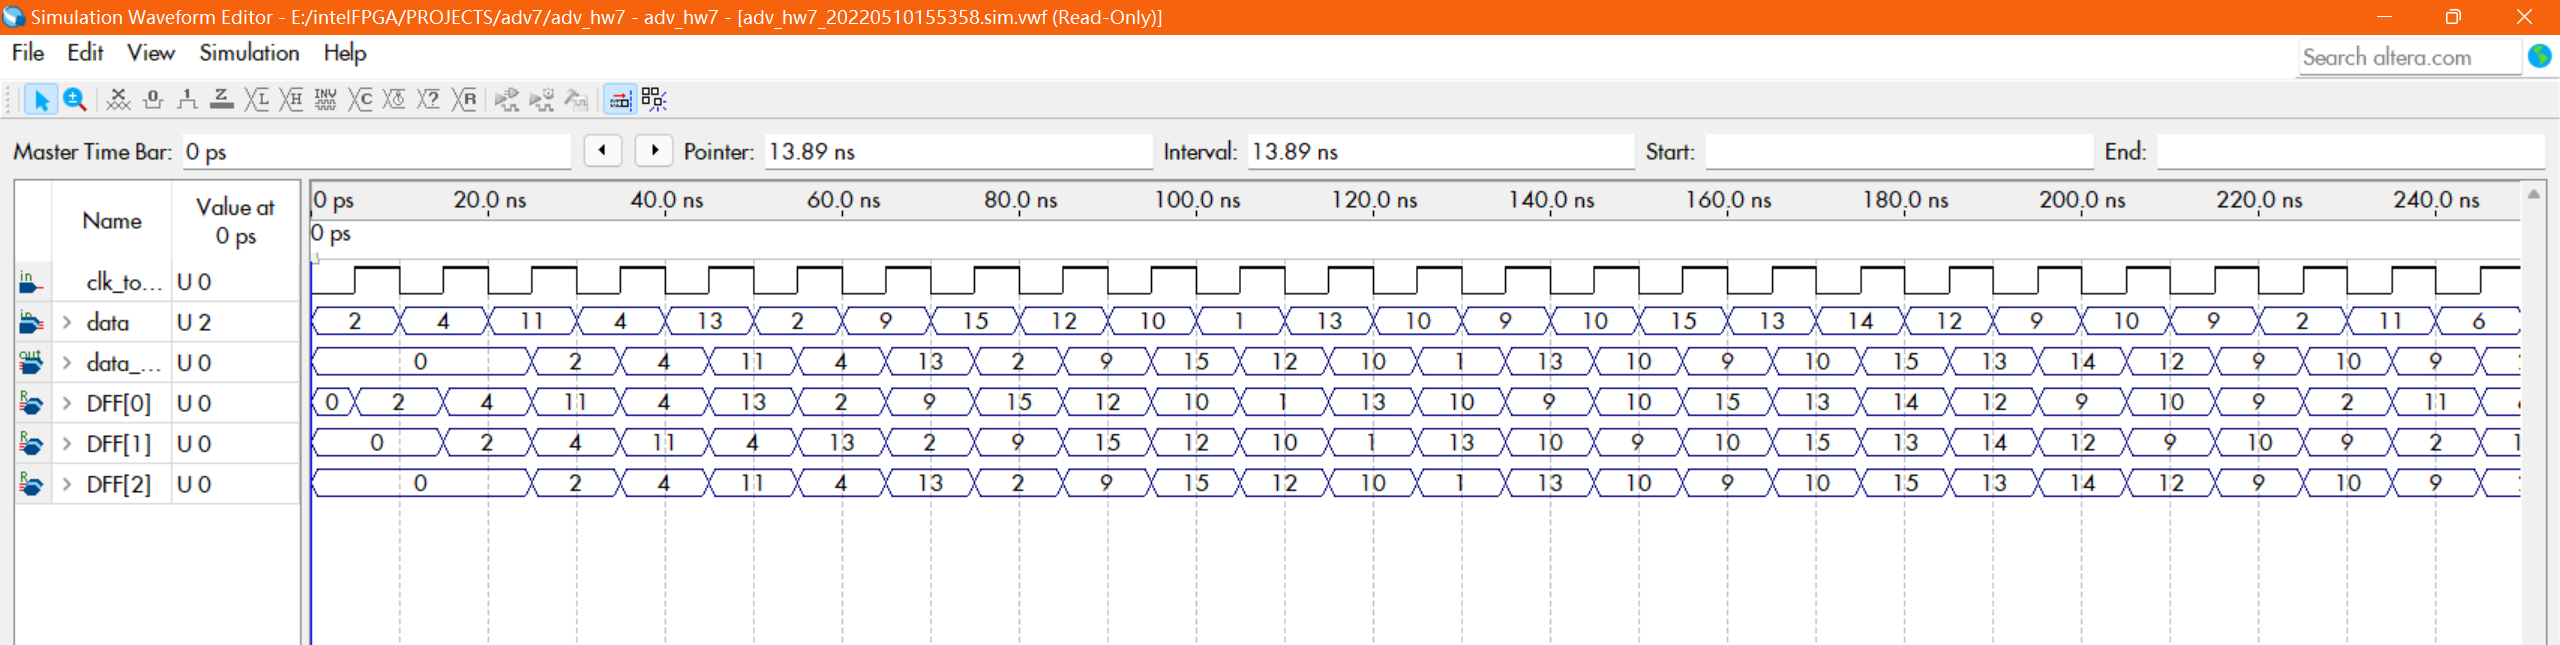 Simulation Waveform Editor - E:/intelFPGA/PROJECTS/adv7/adv_hw7 - adv_hw7 - [adv_hw7_20220510155358.sim.vwf (Read-Only)]
File Edit View Simulation Help
Search altera.com
Master Time Bar: 0 ps Pointer: 13.89 ns Interval: 13.89 ns Start: End:
Name Value at 0 ps
0 ps 20.0 ns 40.0 ns 60.0 ns 80.0 ns 100.0 ns 120.0 ns 140.0 ns 160.0 ns 180.0 ns 200.0 ns 220.0 ns 240.0 ns
0 ps
clk_to... U 0
data U 2 2 4 11 4 13 2 9 15 12 10 1 13 10 9 10 15 13 14 12 9 10 9 2 11 6
data_... U 0 0 2 4 11 4 13 2 9 15 12 10 1 13 10 9 10 15 13 14 12 9 10 9
DFF[0] U 0 0 2 4 11 4 13 2 9 15 12 10 1 13 10 9 10 15 13 14 12 9 10 9 2 11
DFF[1] U 0 0 2 4 11 4 13 2 9 15 12 10 1 13 10 9 10 15 13 14 12 9 10 9 2
DFF[2] U 0 0 2 4 11 4 13 2 9 15 12 10 1 13 10 9 10 15 13 14 12 9 10 9